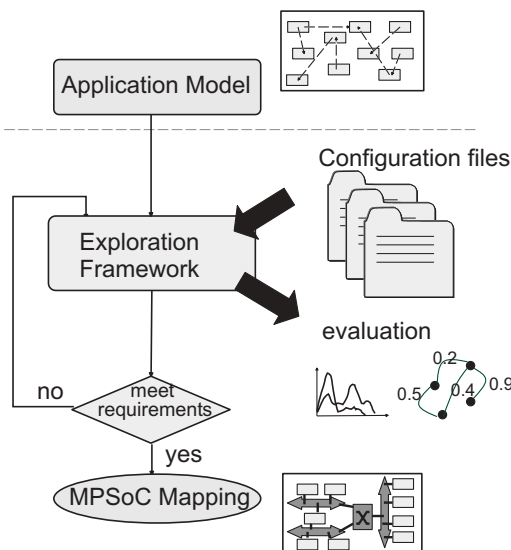 Application Model
Configuration files
Exploration
Framework
evaluation
0.2
0.5
0.4
0.9
no
meet
requirements
yes
MPSoC Mapping
X